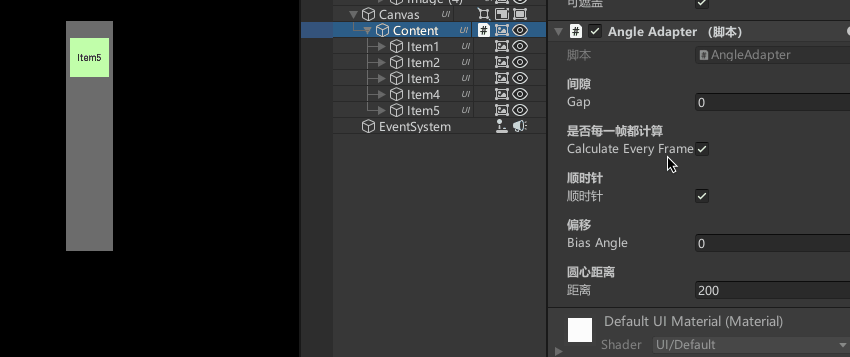 Item5
Image (4)
Canvas UI
Content UI #
Item1 UI
Item2 UI
Item3 UI
Item4 UI
Item5 UI
EventSystem
可遮盖
# Angle Adapter （脚本）
脚本 AngleAdapter
间隙
Gap 0
是否每一帧都计算
Calculate Every Frame
顺时针
顺时针
偏移
Bias Angle 0
圆心距离
距离 200
Default UI Material (Material)
Shader UI/Default